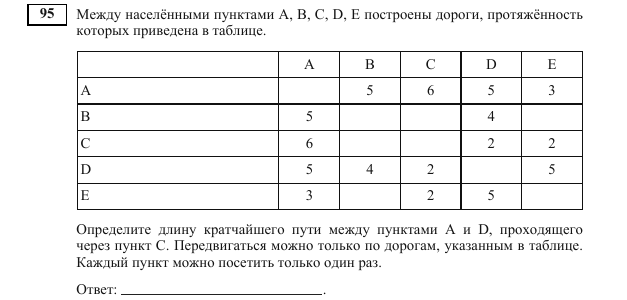 95 Между населёнными пунктами A, B, C, D, E построены дороги, протяжённость
которых приведена в таблице.
A B C D E
A 5 6 5 3
B 5 4
C 6 2 2
D 5 4 2 5
E 3 2 5
Определите длину кратчайшего пути между пунктами A и D, проходящего
через пункт C. Передвигаться можно только по дорогам, указанным в таблице.
Каждый пункт можно посетить только один раз.
Ответ: .